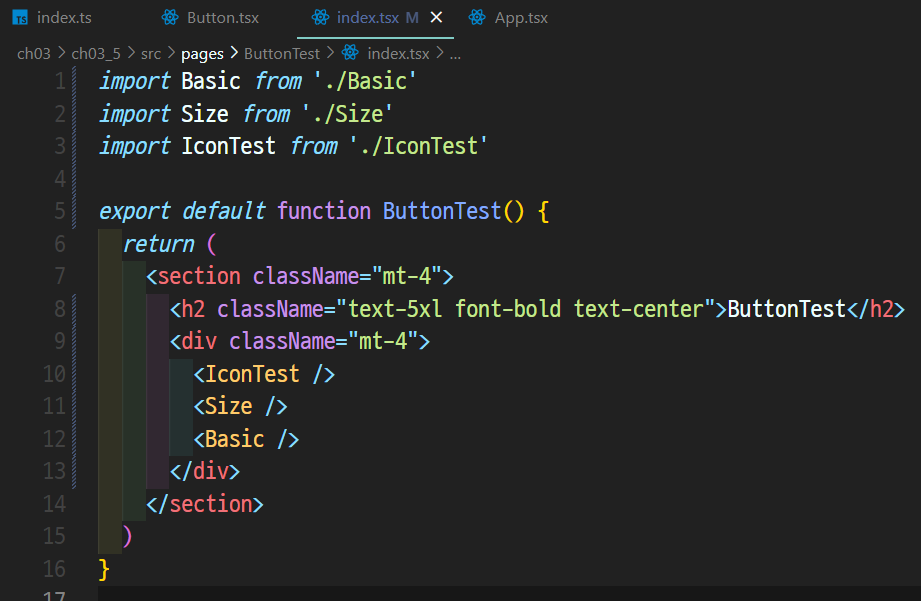 TS index.ts Button.tsx index.tsx M × App.tsx
ch03 > ch03_5 > src > pages > ButtonTest > index.tsx > ...
1 import Basic from './Basic'
2 import Size from './Size'
3 import IconTest from './IconTest'
4
5 export default function ButtonTest() {
6 return (
7 <section className="mt-4">
8 <h2 className="text-5xl font-bold text-center">ButtonTest</h2>
9 <div className="mt-4">
10 <IconTest />
11 <Size />
12 <Basic />
13 </div>
14 </section>
15 )
16 }
17